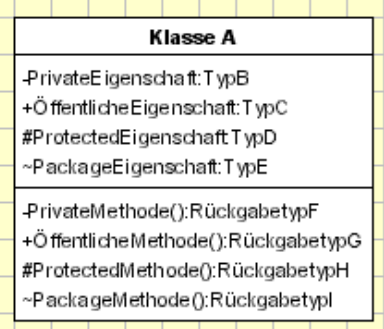 Klasse A
-PrivateEigenschaft:TypB
+ÖffentlicheEigenschaft:TypC
#ProtectedEigenschaft:TypD
~PackageEigenschaft:TypE
-PrivateMethode():RückgabetypF
+ÖffentlicheMethode():RückgabetypG
#ProtectedMethode():RückgabetypH
~PackageMethode():RückgabetypI